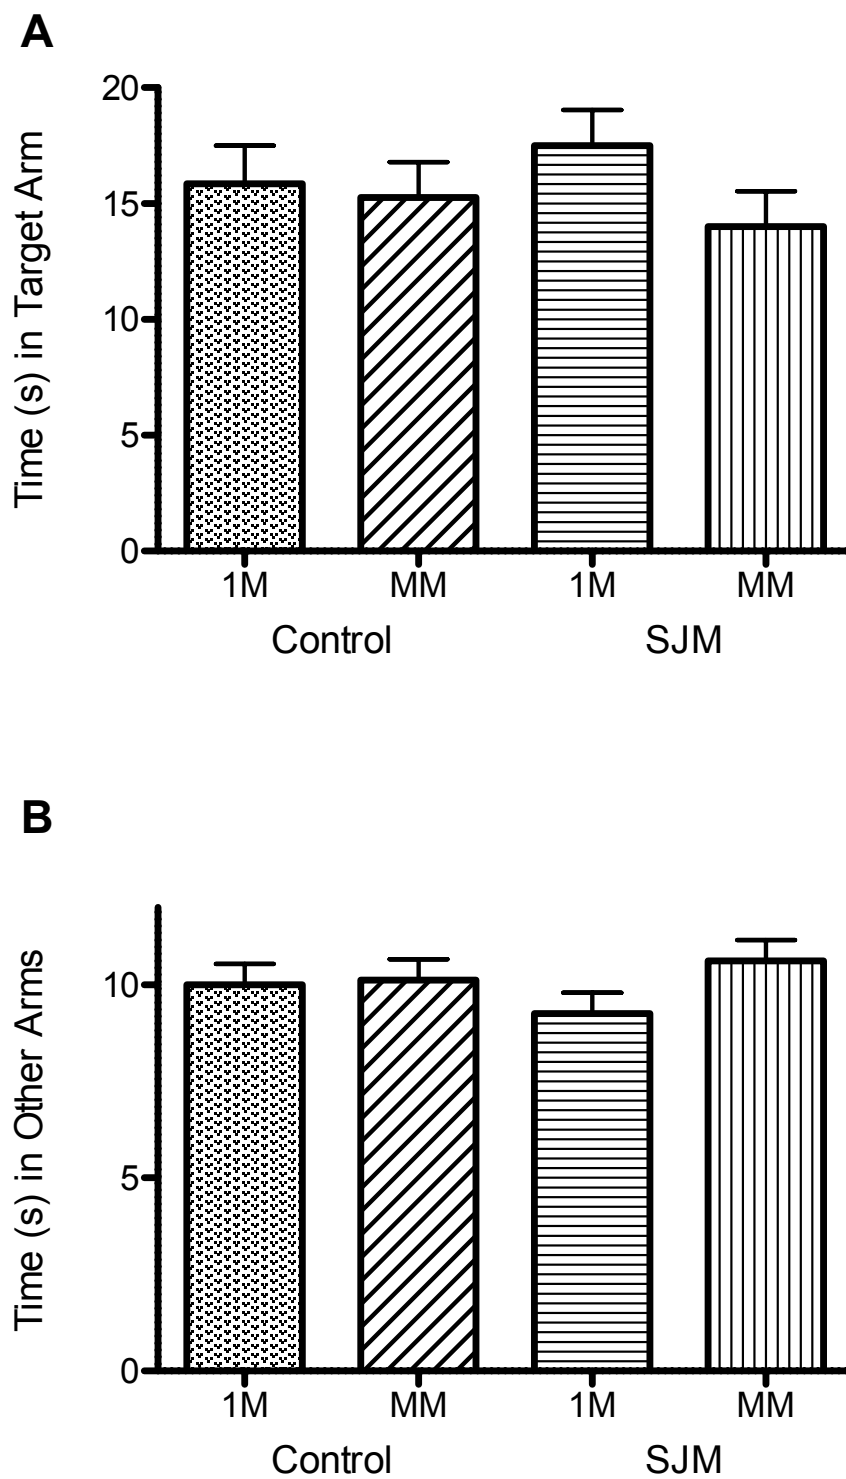 A
Time (s) in Target Arm
20
15
10
5
0
1M MM 1M MM
Control SJM
B
Time (s) in Other Arms
10
5
0
1M MM 1M MM
Control SJM